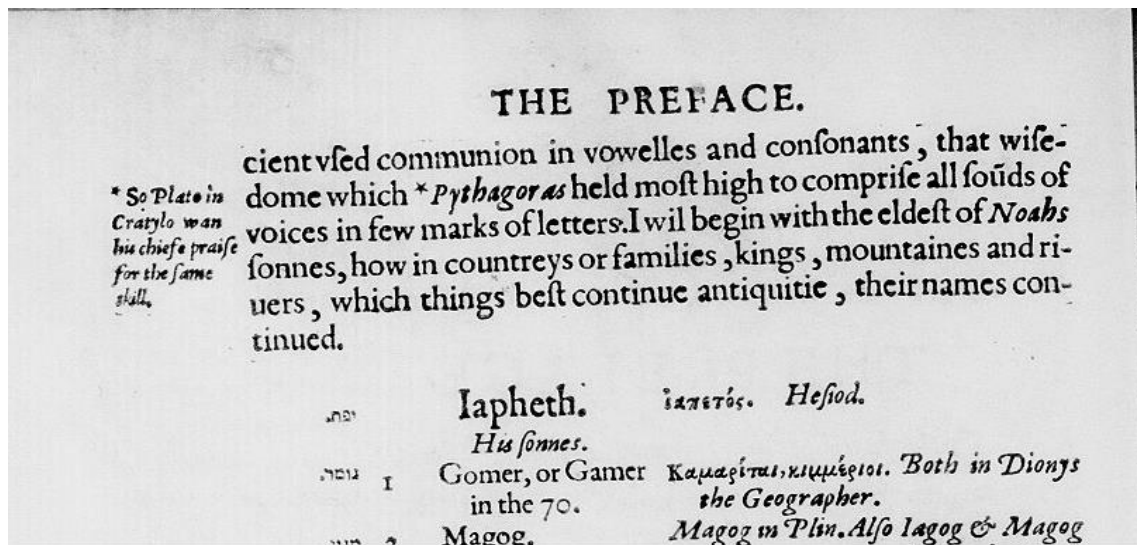 THE PREFACE.
cient vſed communion in vowelles and conſonants, that wiſe-
dome which * Pythagoras held moſt high to compriſe all ſoũds of
voices in few marks of letters. I wil begin with the eldeſt of Noahs
ſonnes, how in countreys or families, kings, mountaines and ri-
uers, which things beſt continue antiquitie, their names con-
tinued.
* So Plato in
Cratylo wan
his chiefe praiſe
for the ſame
skill.
יפת. Iapheth. ἰαπετός. Heſiod.
His ſonnes.
גומר. 1 Gomer, or Gamer Καμαρίται, κιμμέριοι. Both in Dionys
in the 70. the Geographer.
Magog. Magog in Plin. Alſo Iagog & Magog